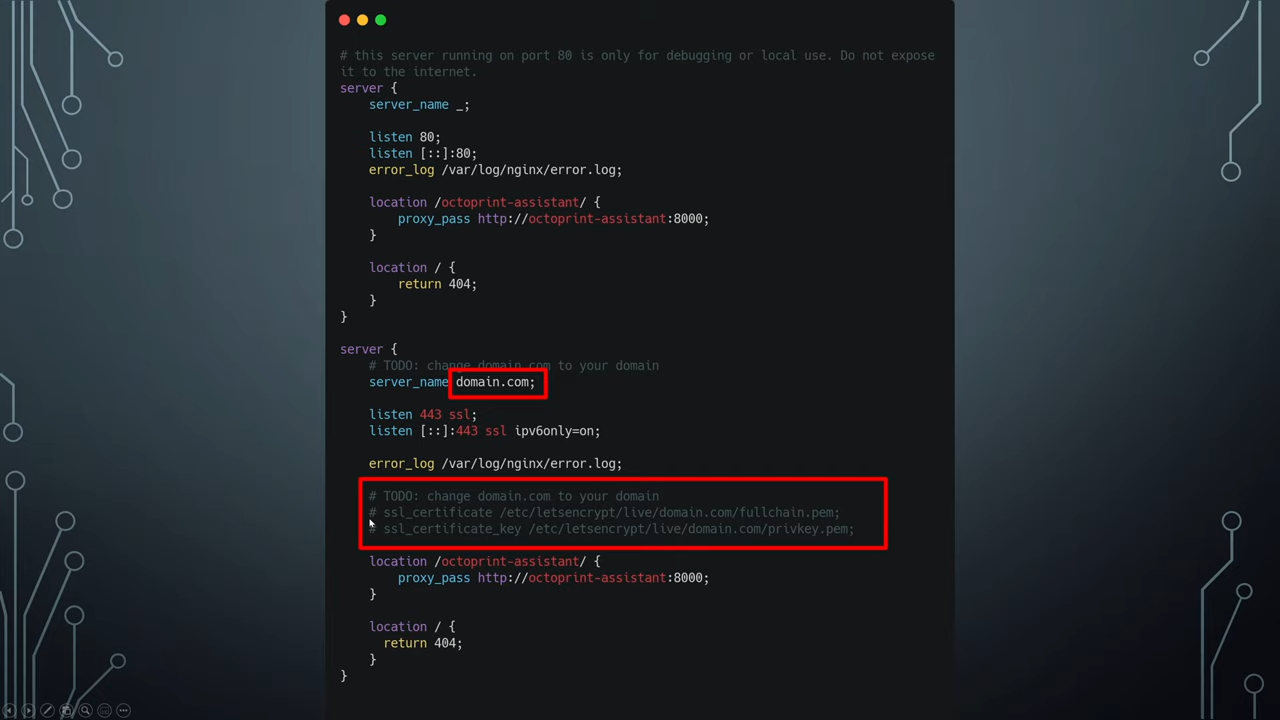 # this server running on port 80 is only for debugging or local use. Do not expose
it to the internet.
server {
server_name _;
listen 80;
listen [::]:80;
error_log /var/log/nginx/error.log;
location /octoprint-assistant/ {
proxy_pass http://octoprint-assistant:8000;
}
location / {
return 404;
}
}
server {
# TODO: change domain.com to your domain
server_name domain.com;
listen 443 ssl;
listen [::]:443 ssl ipv6only=on;
error_log /var/log/nginx/error.log;
# TODO: change domain.com to your domain
# ssl_certificate /etc/letsencrypt/live/domain.com/fullchain.pem;
# ssl_certificate_key /etc/letsencrypt/live/domain.com/privkey.pem;
location /octoprint-assistant/ {
proxy_pass http://octoprint-assistant:8000;
}
location / {
return 404;
}
}